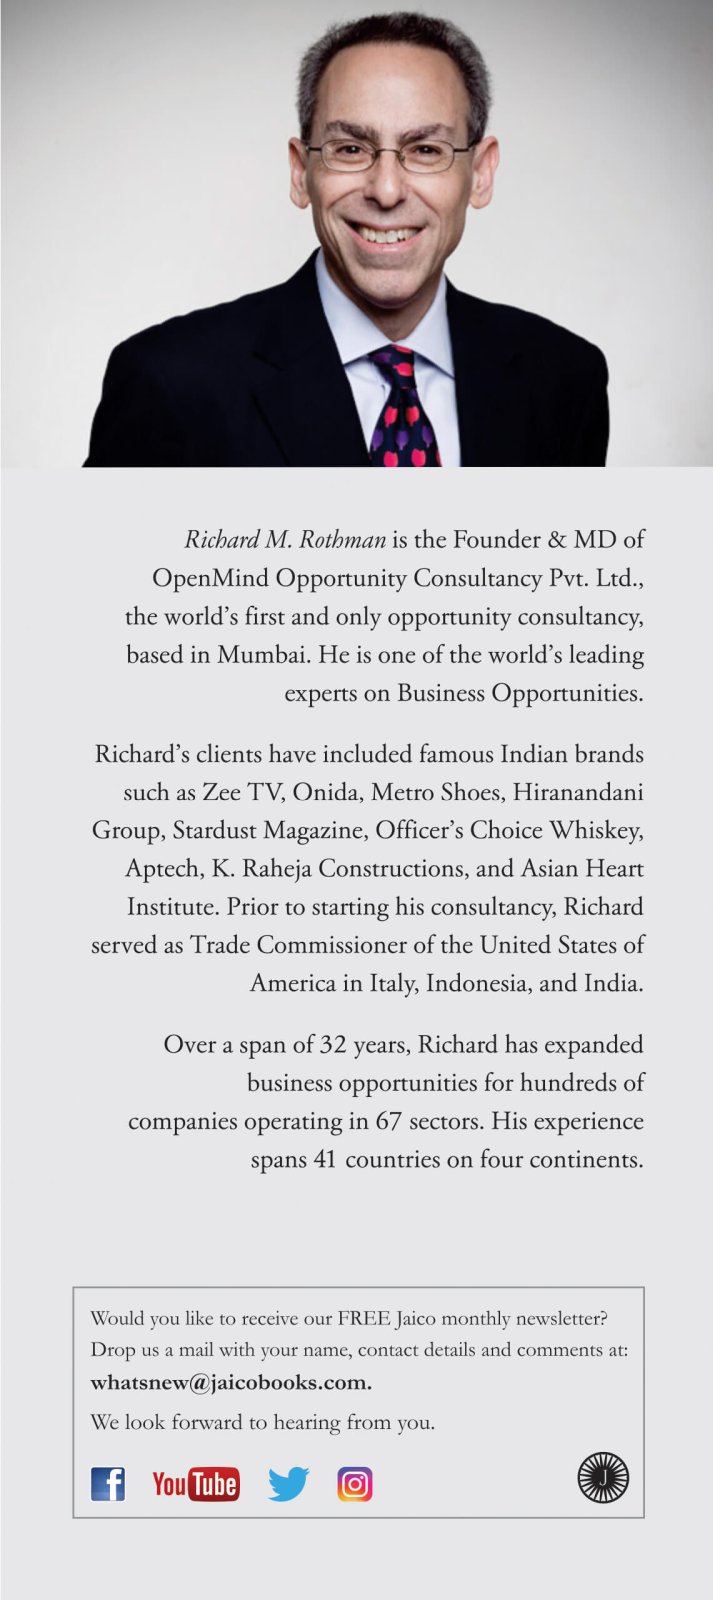 Richard M. Rothman is the Founder & MD of
OpenMind Opportunity Consultancy Pvt. Ltd.,
the world's first and only opportunity consultancy,
based in Mumbai. He is one of the world's leading
experts on Business Opportunities.
Richard's clients have included famous Indian brands
such as Zee TV, Onida, Metro Shoes, Hiranandani
Group, Stardust Magazine, Officer's Choice Whiskey,
Aptech, K. Raheja Constructions, and Asian Heart
Institute. Prior to starting his consultancy, Richard
served as Trade Commissioner of the United States of
America in Italy, Indonesia, and India.
Over a span of 32 years, Richard has expanded
business opportunities for hundreds of
companies operating in 67 sectors. His experience
spans 41 countries on four continents.
Would you like to receive our FREE Jaico monthly newsletter?
Drop us a mail with your name, contact details and comments at:
whatsnew@jaicobooks.com.
We look forward to hearing from you.
f YouTube J